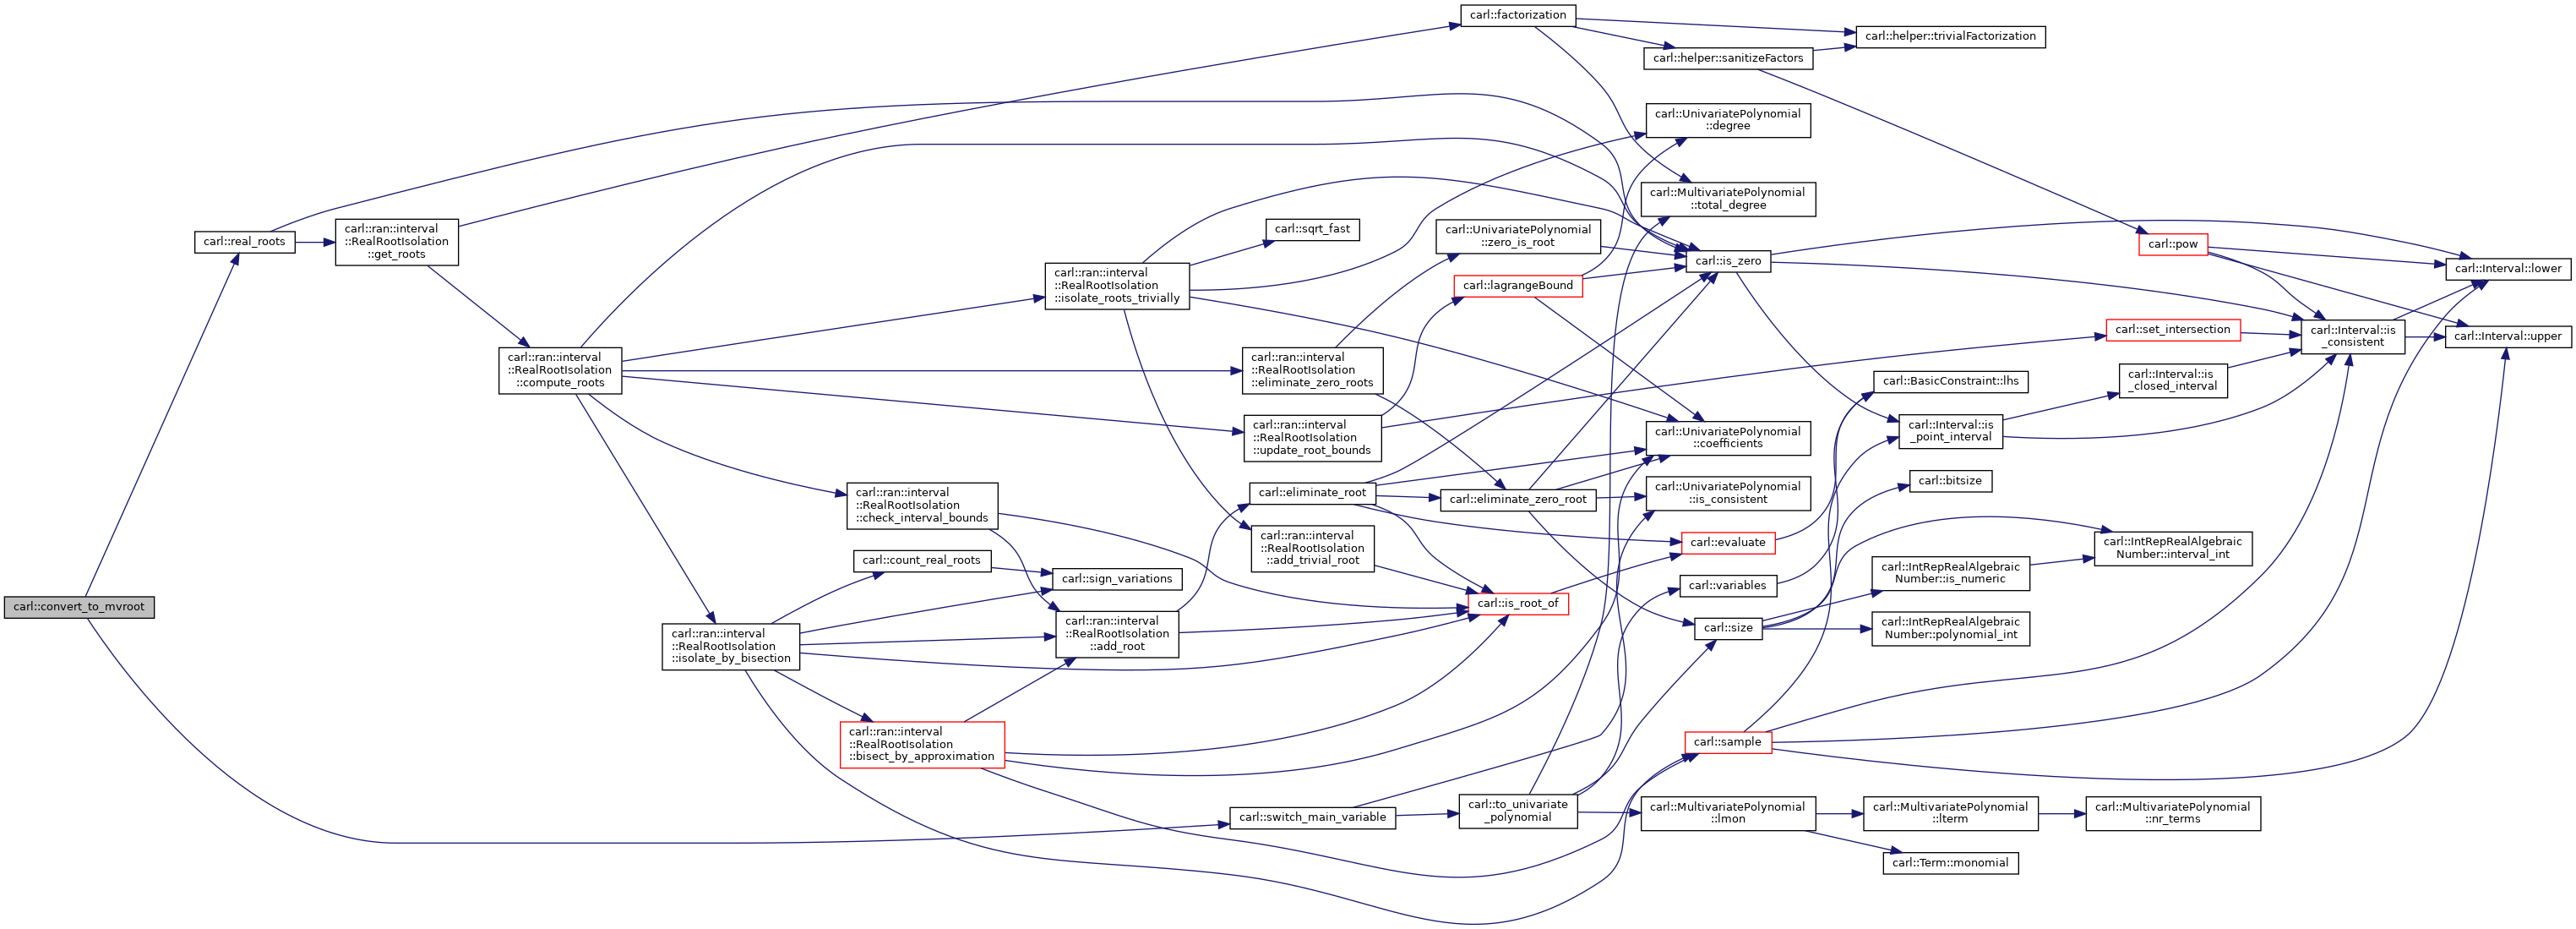 carl::convert_to_mvroot
carl::real_roots
carl::ran::interval
::RealRootIsolation
::get_roots
carl::ran::interval
::RealRootIsolation
::compute_roots
carl::ran::interval
::RealRootIsolation
::isolate_by_bisection
carl::ran::interval
::RealRootIsolation
::check_interval_bounds
carl::count_real_roots
carl::ran::interval
::RealRootIsolation
::bisect_by_approximation
carl::ran::interval
::RealRootIsolation
::isolate_roots_trivially
carl::sign_variations
carl::ran::interval
::RealRootIsolation
::add_root
carl::sqrt_fast
carl::ran::interval
::RealRootIsolation
::eliminate_zero_roots
carl::ran::interval
::RealRootIsolation
::update_root_bounds
carl::eliminate_root
carl::ran::interval
::RealRootIsolation
::add_trivial_root
carl::switch_main_variable
carl::factorization
carl::UnivariatePolynomial
::zero_is_root
carl::lagrangeBound
carl::eliminate_zero_root
carl::is_root_of
carl::to_univariate
_polynomial
carl::helper::sanitizeFactors
carl::UnivariatePolynomial
::degree
carl::MultivariatePolynomial
::total_degree
carl::is_zero
carl::UnivariatePolynomial
::coefficients
carl::UnivariatePolynomial
::is_consistent
carl::evaluate
carl::variables
carl::size
carl::sample
carl::MultivariatePolynomial
::lmon
carl::helper::trivialFactorization
carl::BasicConstraint::lhs
carl::Interval::is
_point_interval
carl::bitsize
carl::IntRepRealAlgebraic
Number::is_numeric
carl::IntRepRealAlgebraic
Number::polynomial_int
carl::MultivariatePolynomial
::lterm
carl::Term::monomial
carl::pow
carl::set_intersection
carl::Interval::is
_closed_interval
carl::IntRepRealAlgebraic
Number::interval_int
carl::MultivariatePolynomial
::nr_terms
carl::Interval::is
_consistent
carl::Interval::lower
carl::Interval::upper